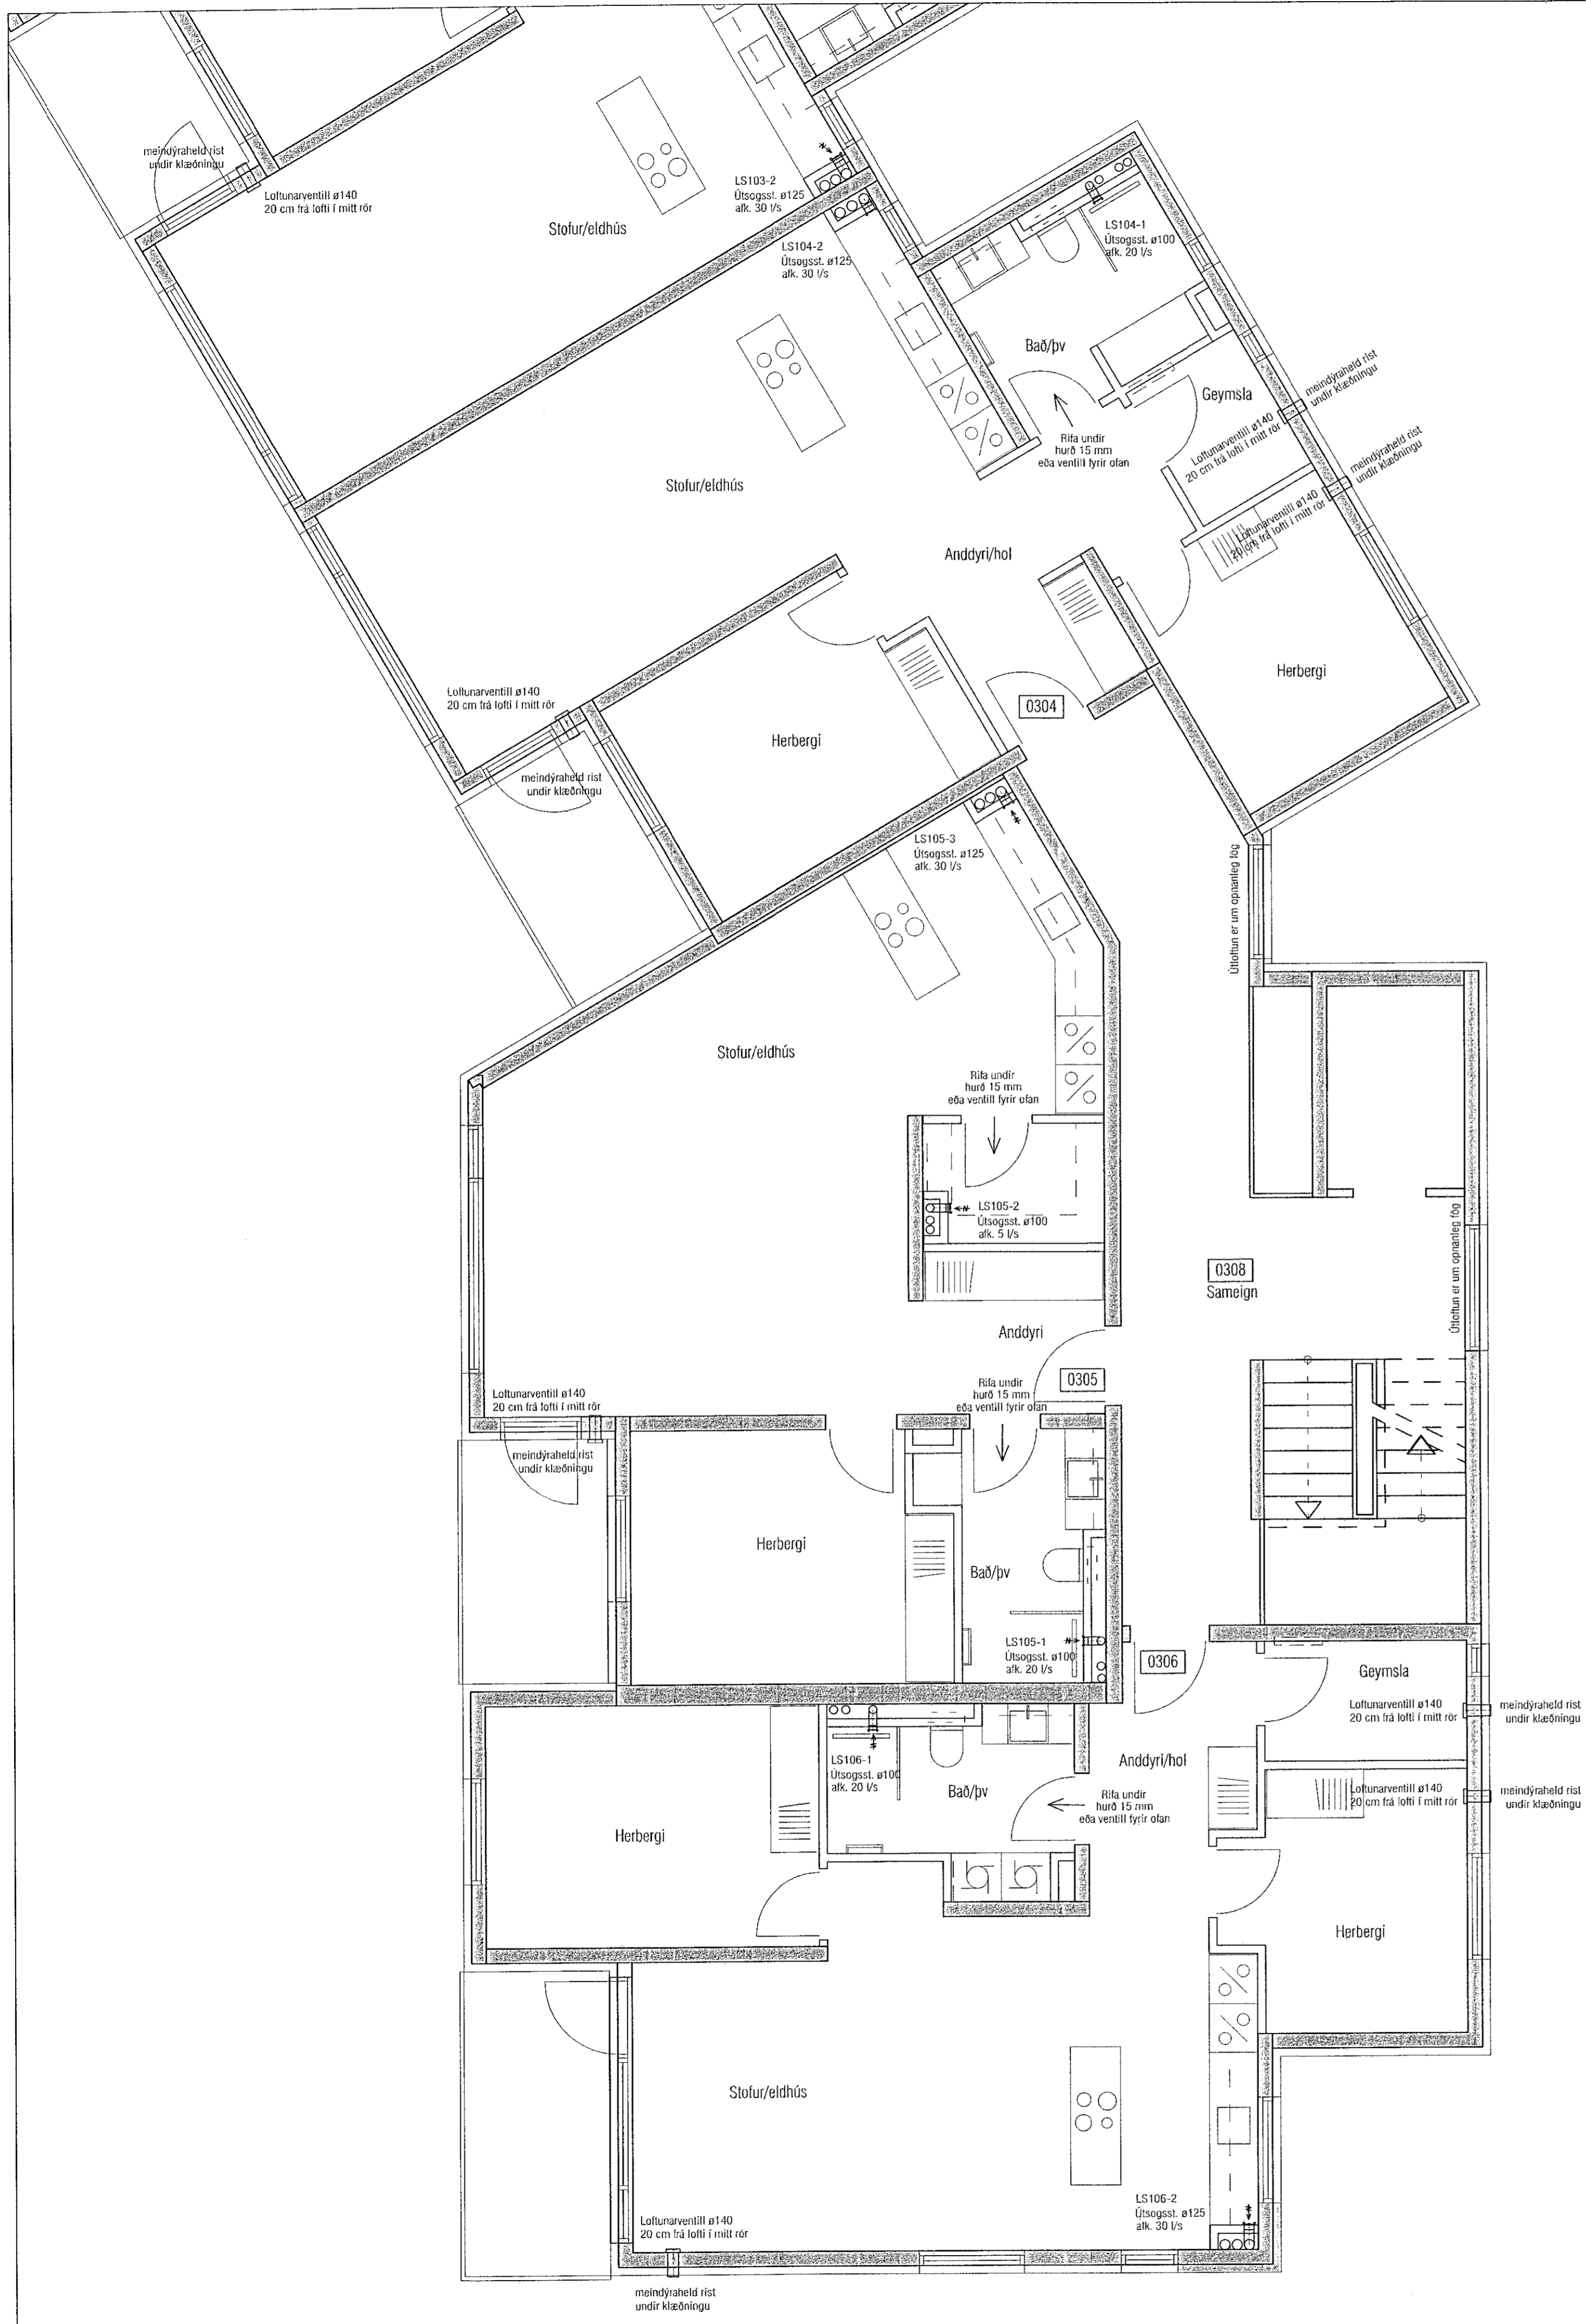 meindýraheld rist
undir klæðningu
Loftunarventill ø140
20 cm frá lofti í mitt rör
LS103-2
Útsogsst. ø125
afk. 30 l/s
Stofur/eldhús
LS104-2
Útsogsst. ø125
afk. 30 l/s
LS104-1
Útsogsst. ø100
afk. 20 l/s
Bað/þv
Geymsla
meindýraheld rist
undir klæðningu
Loftunarventill ø140
20 cm frá lofti í mitt rör
Rifa undir
hurð 15 mm
eða ventill fyrir ofan
meindýraheld rist
undir klæðningu
Loftunarventill ø140
20 cm frá lofti í mitt rör
Stofur/eldhús
Anddyri/hol
Herbergi
Loftunarventill ø140
20 cm frá lofti í mitt rör
0304
Herbergi
meindýraheld rist
undir klæðningu
LS105-3
Útsogsst. ø125
afk. 30 l/s
Útloftun er um opnanleg fög
Stofur/eldhús
Rifa undir
hurð 15 mm
eða ventill fyrir ofan
LS105-2
Útsogsst. ø100
afk. 5 l/s
Útloftun er um opnanleg fög
0308
Sameign
Anddyri
0305
Rifa undir
hurð 15 mm
eða ventill fyrir ofan
Loftunarventill ø140
20 cm frá lofti í mitt rör
meindýraheld rist
undir klæðningu
Herbergi
Bað/þv
LS105-1
Útsogsst. ø100
afk. 20 l/s
0306
Geymsla
Loftunarventill ø140
20 cm frá lofti í mitt rör
meindýraheld rist
undir klæðningu
LS106-1
Útsogsst. ø100
afk. 20 l/s
Anddyri/hol
Bað/þv
Rifa undir
hurð 15 mm
eða ventill fyrir ofan
Loftunarventill ø140
20 cm frá lofti í mitt rör
meindýraheld rist
undir klæðningu
Herbergi
Herbergi
Stofur/eldhús
LS106-2
Útsogsst. ø125
afk. 30 l/s
Loftunarventill ø140
20 cm frá lofti í mitt rör
meindýraheld rist
undir klæðningu